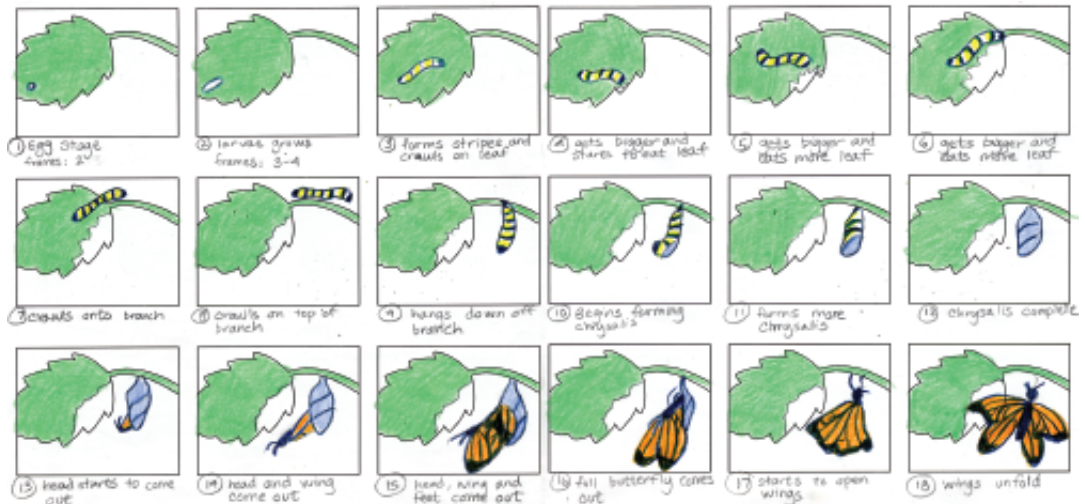 ① Egg Stage
frames: 2
② larvae grows
frames: 3-4
③ forms stripes and
crawls on leaf
④ gets bigger and
starts to eat leaf
⑤ gets bigger and
eats more leaf
⑥ gets bigger and
eats more leaf
⑦ crawls onto branch
⑧ crawls on top of
branch
⑨ hangs down off
branch
⑩ Begins forming
chrysalis
⑪ forms more
chrysalis
⑫ chrysalis complete
⑬ head starts to come
out
⑭ head and wing
come out
⑮ head, wing and
feet come out
⑯ full butterfly comes
out
⑰ starts to open
wings
⑱ wings unfold